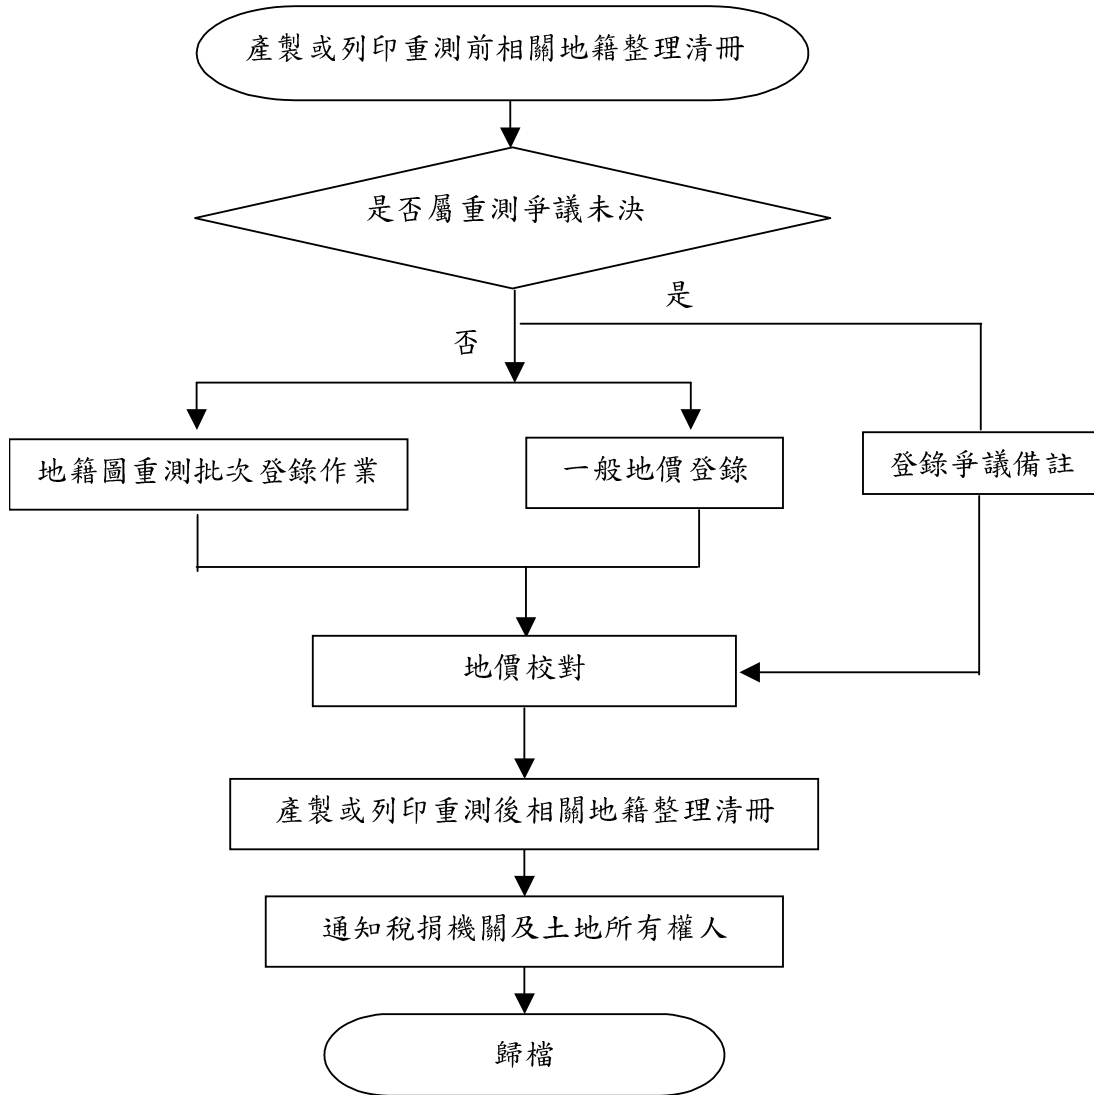 產製或列印重測前相關地籍整理清冊
是否屬重測爭議未決
是
否
地籍圖重測批次登錄作業
一般地價登錄
登錄爭議備註
地價校對
產製或列印重測後相關地籍整理清冊
通知稅捐機關及土地所有權人
歸檔